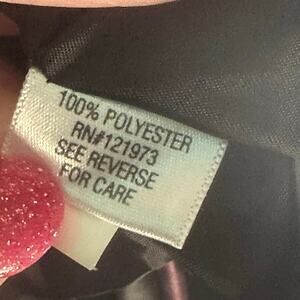 100% POLYESTER
RN#121973
SEE REVERSE
FOR CARE